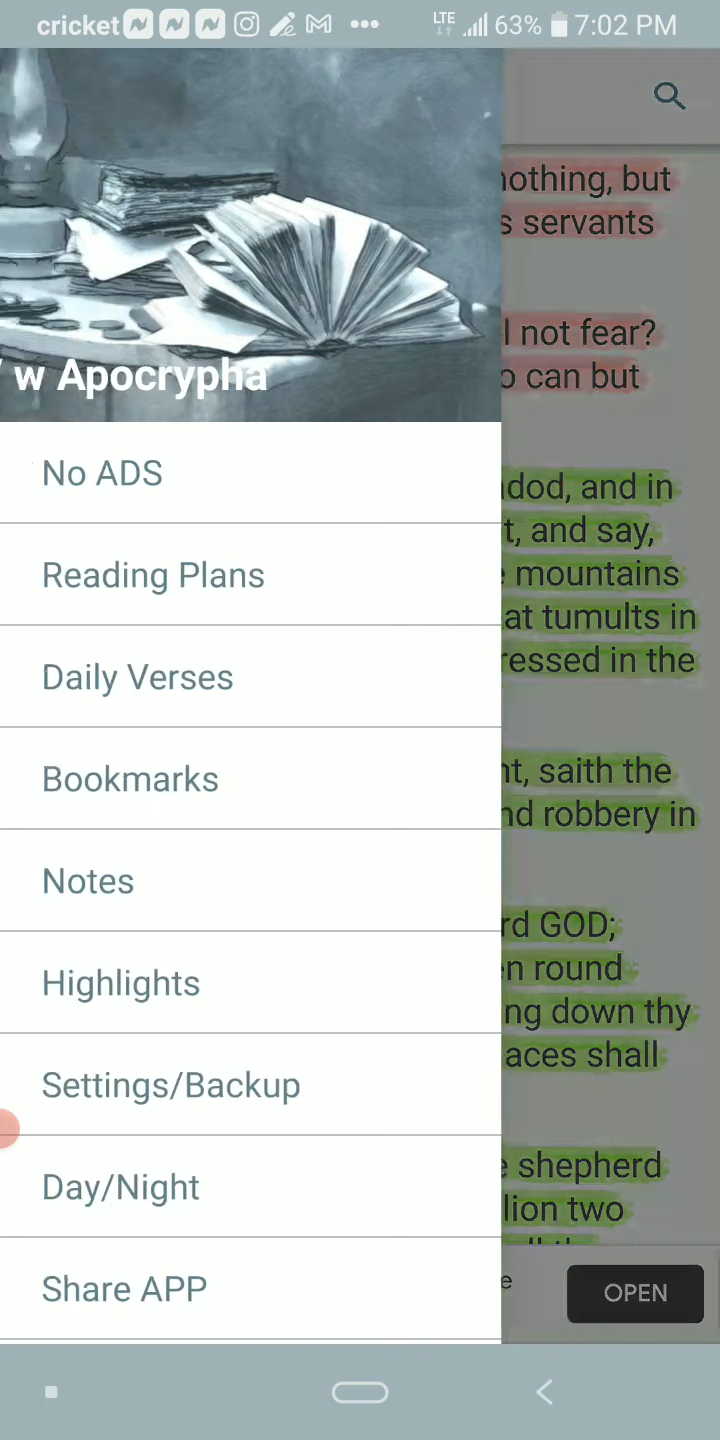 cricket LTE 63% 7:02 PM
w Apocrypha
No ADS
Reading Plans
Daily Verses
Bookmarks
Notes
Highlights
Settings/Backup
Day/Night
Share APP
nothing, but
s servants
l not fear?
o can but
dod, and in
t, and say,
e mountains
at tumults in
ressed in the
nt, saith the
nd robbery in
rd GOD;
en round
ng down thy
aces shall
e shepherd
lion two
e
OPEN